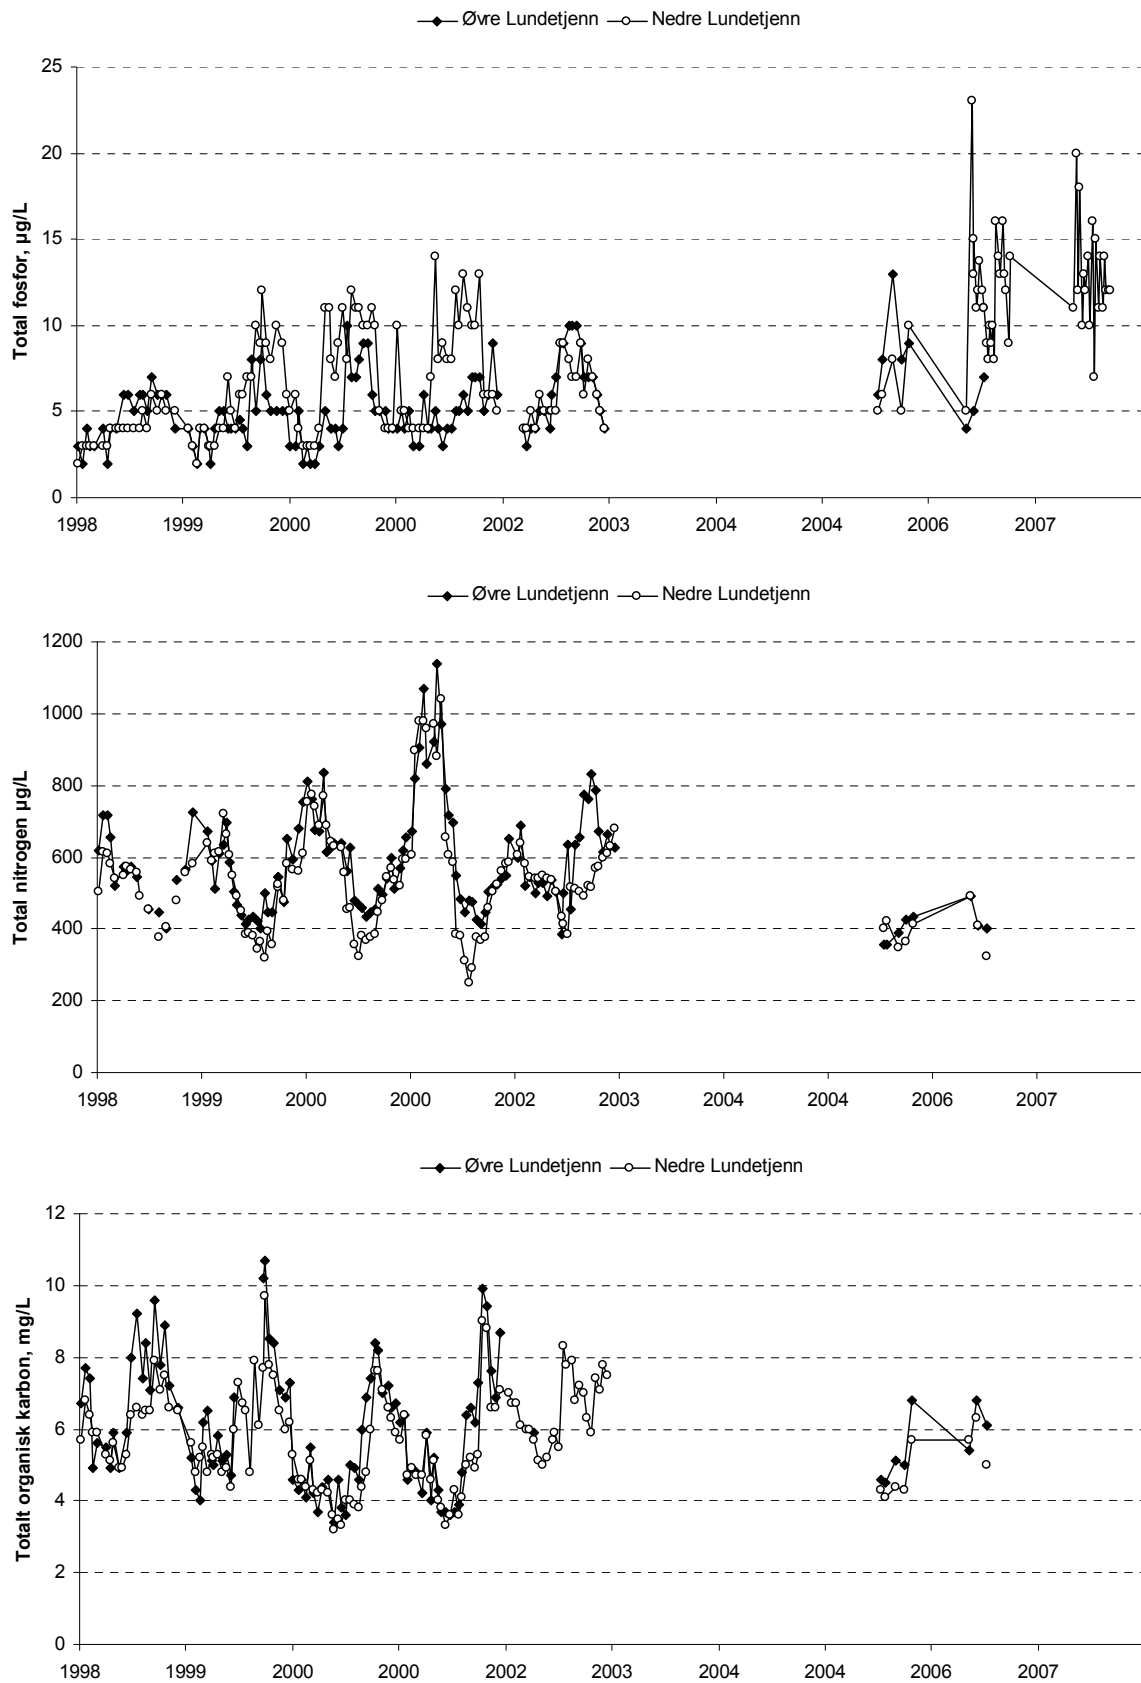 Øvre Lundetjenn Nedre Lundetjenn
Total fosfor, µg/L
25
20
15
10
5
0
1998 1999 2000 2000 2002 2003 2004 2004 2006 2007
Øvre Lundetjenn Nedre Lundetjenn
Total nitrogen µg/L
1200
1000
800
600
400
200
0
1998 1999 2000 2000 2002 2003 2004 2004 2006 2007
Øvre Lundetjenn Nedre Lundetjenn
Totalt organisk karbon, mg/L
12
10
8
6
4
2
0
1998 1999 2000 2000 2002 2003 2004 2004 2006 2007